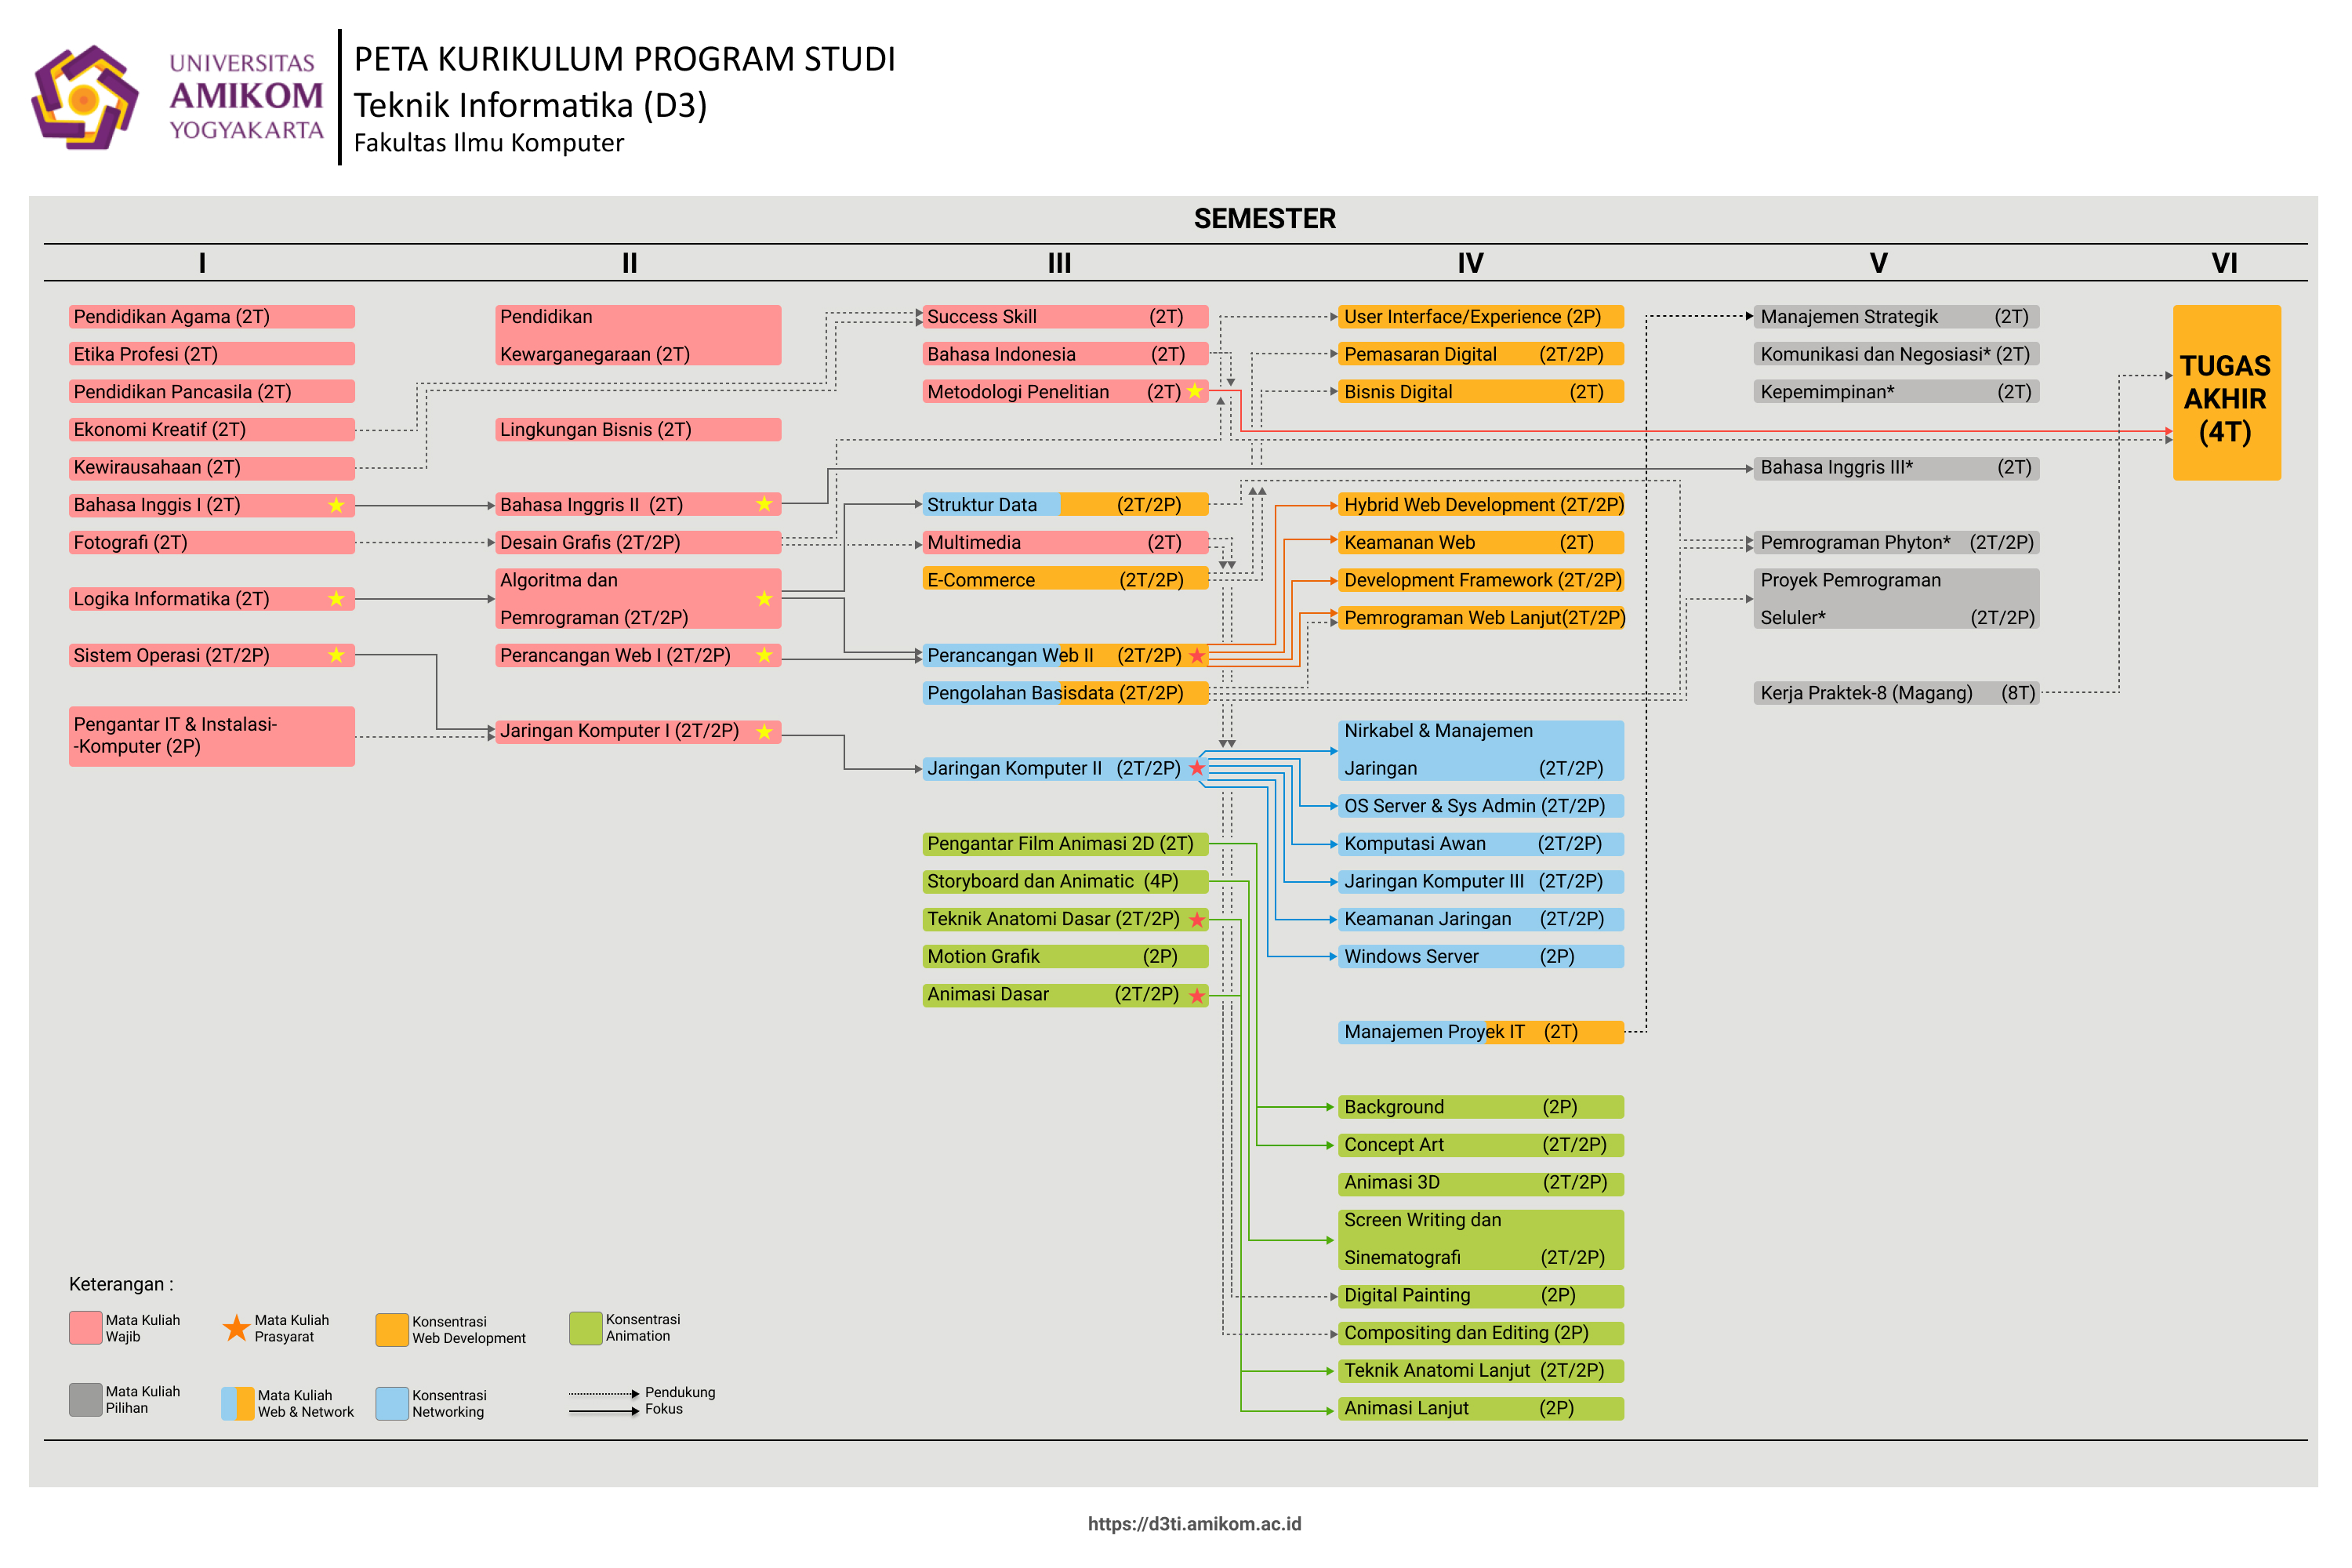 UNIVERSITAS
AMIKOM
YOGYAKARTA
PETA KURIKULUM PROGRAM STUDI
Teknik Informatika (D3)
Fakultas Ilmu Komputer
SEMESTER
I
II
III
IV
V
VI
Pendidikan Agama (2T)
Etika Profesi (2T)
Pendidikan Pancasila (2T)
Ekonomi Kreatif (2T)
Kewirausahaan (2T)
Bahasa Inggis I (2T)
Fotografi (2T)
Logika Informatika (2T)
Sistem Operasi (2T/2P)
Pengantar IT & Instalasi-
-Komputer (2P)
Pendidikan
Kewarganegaraan (2T)
Lingkungan Bisnis (2T)
Bahasa Inggris II (2T)
Desain Grafis (2T/2P)
Algoritma dan
Pemrograman (2T/2P)
Perancangan Web I (2T/2P)
Jaringan Komputer I (2T/2P)
Success Skill (2T)
Bahasa Indonesia (2T)
Metodologi Penelitian (2T)
Struktur Data (2T/2P)
Multimedia (2T)
E-Commerce (2T/2P)
Perancangan Web II (2T/2P)
Pengolahan Basisdata (2T/2P)
Jaringan Komputer II (2T/2P)
Pengantar Film Animasi 2D (2T)
Storyboard dan Animatic (4P)
Teknik Anatomi Dasar (2T/2P)
Motion Grafik (2P)
Animasi Dasar (2T/2P)
User Interface/Experience (2P)
Pemasaran Digital (2T/2P)
Bisnis Digital (2T)
Hybrid Web Development (2T/2P)
Keamanan Web (2T)
Development Framework (2T/2P)
Pemrograman Web Lanjut(2T/2P)
Nirkabel & Manajemen
Jaringan (2T/2P)
OS Server & Sys Admin (2T/2P)
Komputasi Awan (2T/2P)
Jaringan Komputer III (2T/2P)
Keamanan Jaringan (2T/2P)
Windows Server (2P)
Manajemen Proyek IT (2T)
Background (2P)
Concept Art (2T/2P)
Animasi 3D (2T/2P)
Screen Writing dan
Sinematografi (2T/2P)
Digital Painting (2P)
Compositing dan Editing (2P)
Teknik Anatomi Lanjut (2T/2P)
Animasi Lanjut (2P)
Manajemen Strategik (2T)
Komunikasi dan Negosiasi* (2T)
Kepemimpinan* (2T)
Bahasa Inggris III* (2T)
Pemrograman Phyton* (2T/2P)
Proyek Pemrograman
Seluler* (2T/2P)
Kerja Praktek-8 (Magang) (8T)
TUGAS
AKHIR
(4T)
Keterangan :
Mata Kuliah
Wajib
Mata Kuliah
Prasyarat
Konsentrasi
Web Development
Konsentrasi
Animation
Mata Kuliah
Pilihan
Mata Kuliah
Web & Network
Konsentrasi
Networking
Pendukung
Fokus
https://d3ti.amikom.ac.id